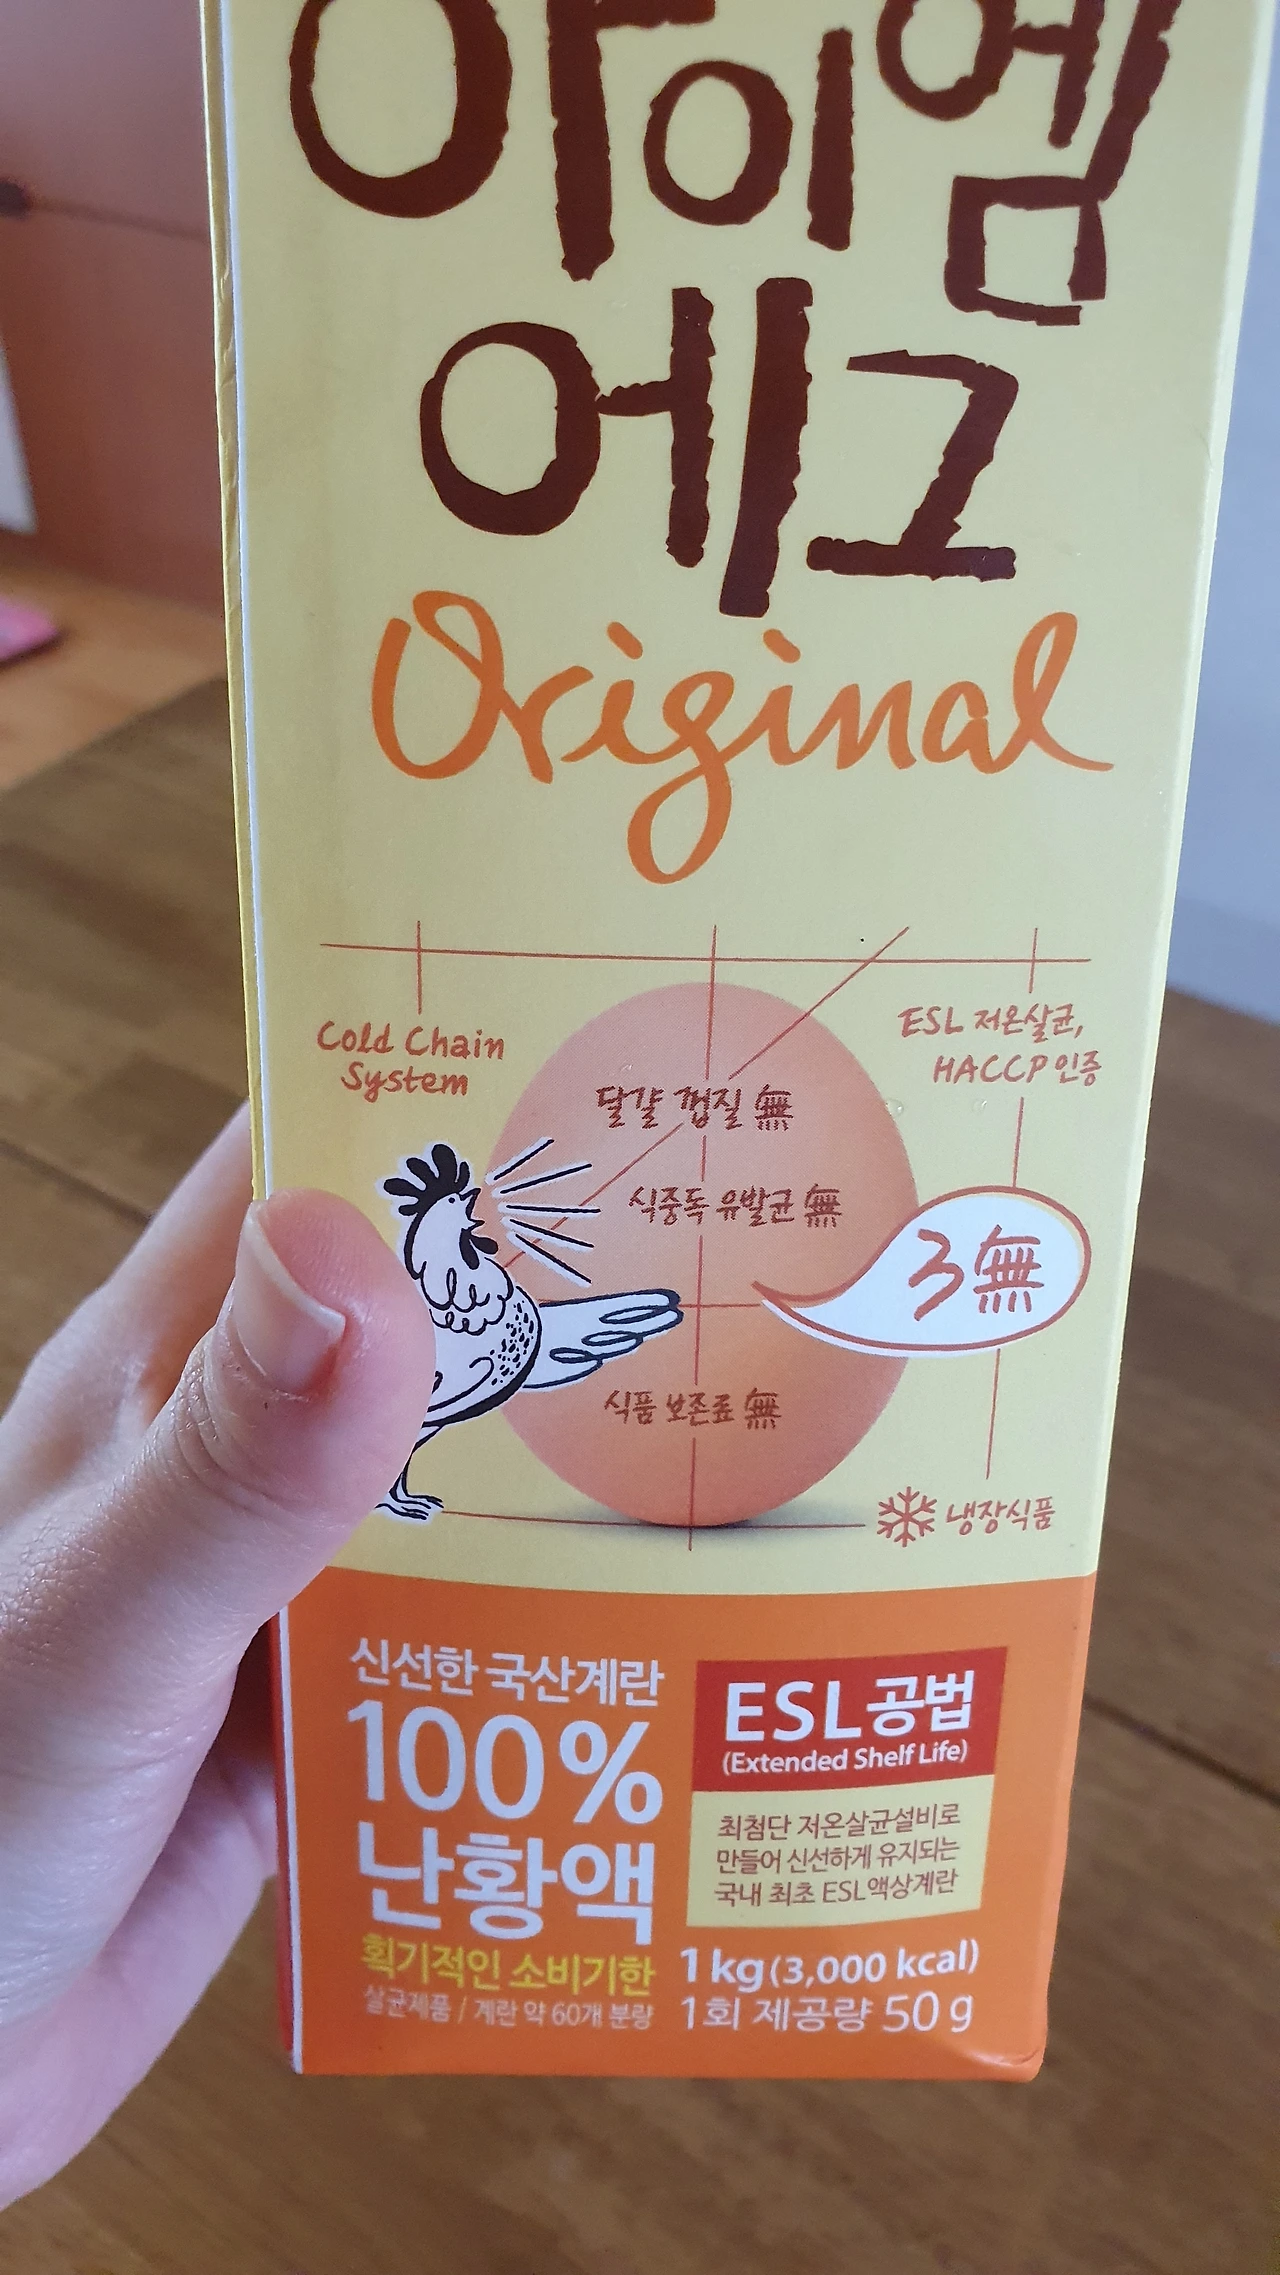 아이엠
에그
Original
Cold Chain
System
ESL 저온살균,
HACCP 인증
달걀 껍질 無
식중독 유발균 無
3無
식품 보존료 無
냉장식품
신선한 국산계란
100%
난황액
획기적인 소비기한
살균제품 / 계란 약 60개 분량
ESL공법
(Extended Shelf Life)
최첨단 저온살균설비로
만들어 신선하게 유지되는
국내 최초 ESL액상계란
1kg(3,000 kcal)
1회 제공량 50g